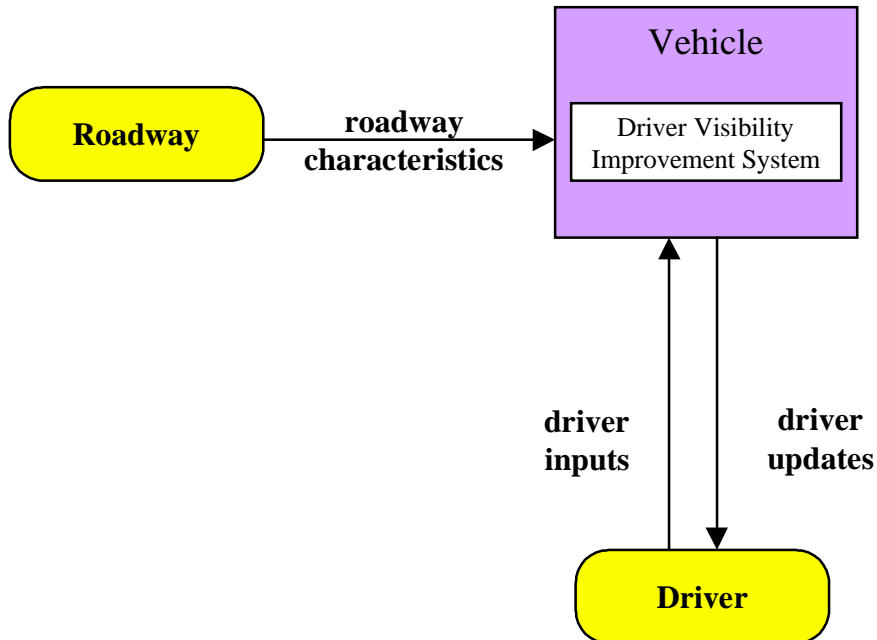 Vehicle
Driver Visibility
Improvement System
Roadway
roadway
characteristics
driver
inputs
driver
updates
Driver